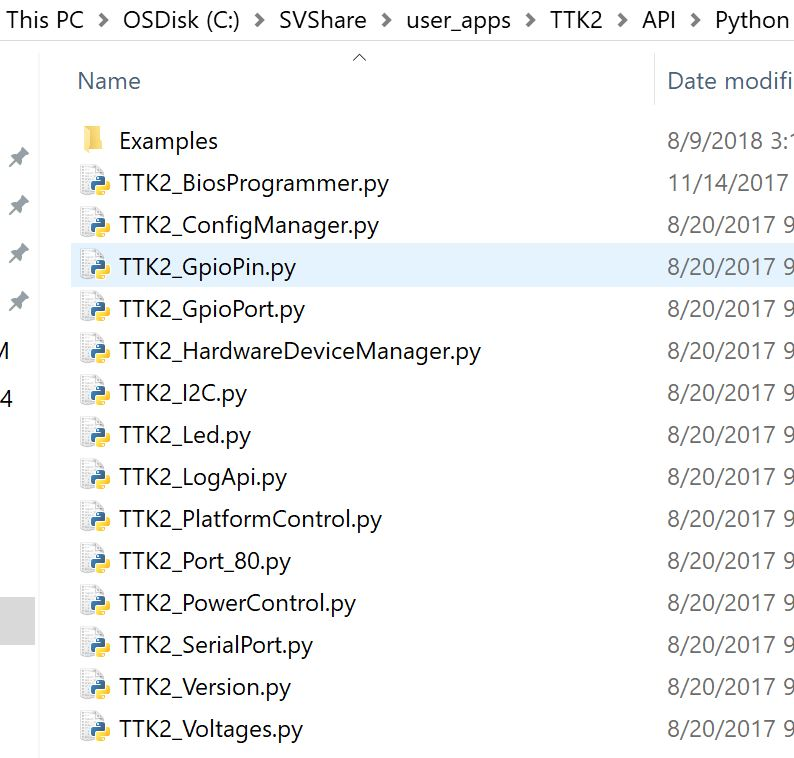 This PC > OSDisk (C:) > SVShare > user_apps > TTK2 > API > Python
Name Date modifi
Examples 8/9/2018 3:1
TTK2_BiosProgrammer.py 11/14/2017
TTK2_ConfigManager.py 8/20/2017 9
TTK2_GpioPin.py 8/20/2017 9
TTK2_GpioPort.py 8/20/2017 9
M TTK2_HardwareDeviceManager.py 8/20/2017 9
4 TTK2_I2C.py 8/20/2017 9
TTK2_Led.py 8/20/2017 9
TTK2_LogApi.py 8/20/2017 9
TTK2_PlatformControl.py 8/20/2017 9
TTK2_Port_80.py 8/20/2017 9
TTK2_PowerControl.py 8/20/2017 9
TTK2_SerialPort.py 8/20/2017 9
TTK2_Version.py 8/20/2017 9
TTK2_Voltages.py 8/20/2017 9